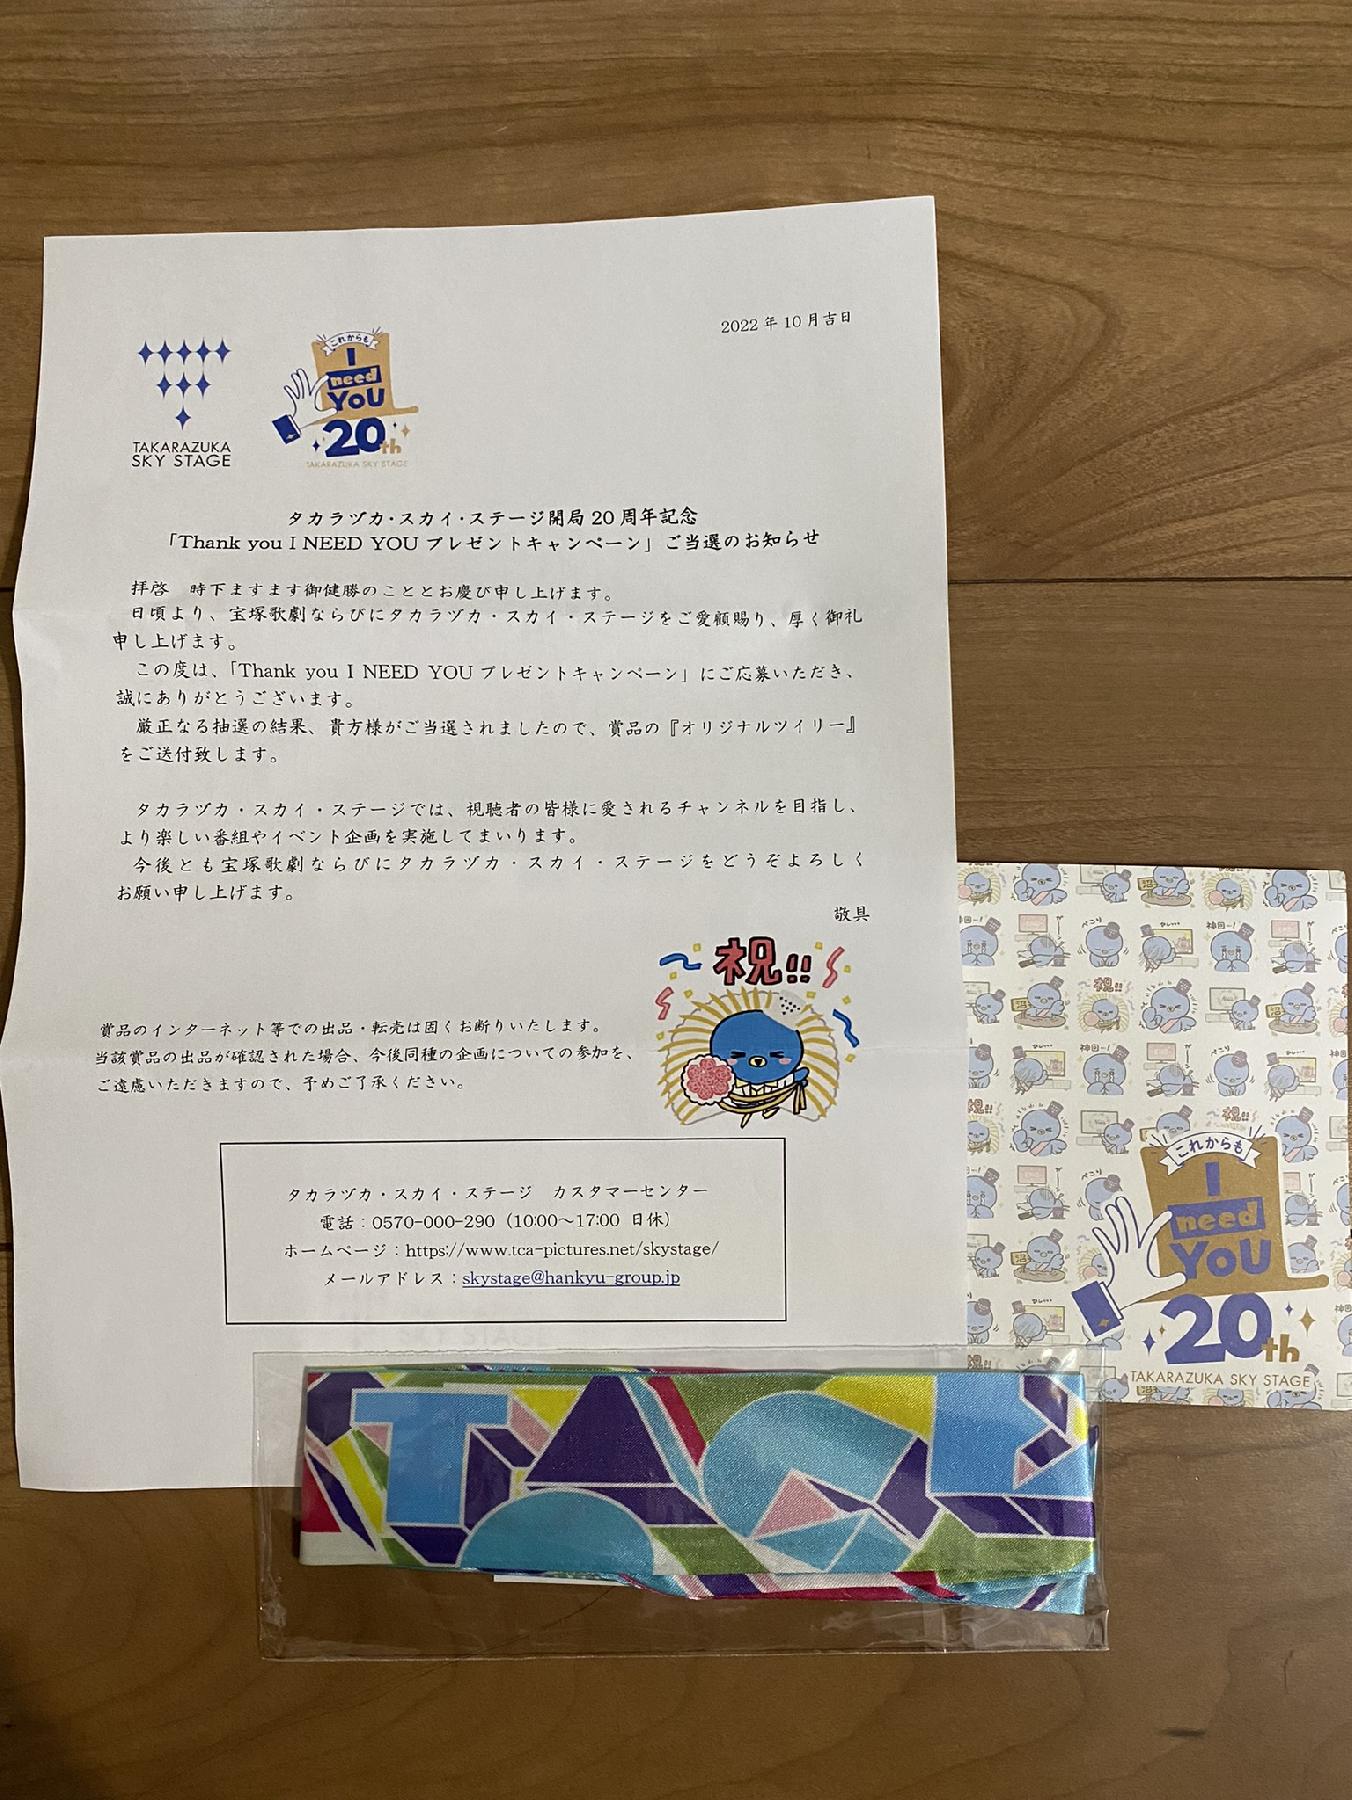 2022年10月吉日
TAKARAZUKA
SKY STAGE
これからも
I
need
YoU
20th
TAKARAZUKA SKY STAGE
タカラヅカ・スカイ・ステージ開局20周年記念
「Thank you I NEED YOU プレゼントキャンペーン」ご当選のお知らせ
拝啓　時下ますます御健勝のこととお慶び申し上げます。
日頃より、宝塚歌劇ならびにタカラヅカ・スカイ・ステージをご愛顧賜り、厚く御礼
申し上げます。
この度は、「Thank you I NEED YOU プレゼントキャンペーン」にご応募いただき、
誠にありがとうございます。
厳正なる抽選の結果、貴方様がご当選されましたので、賞品の『オリジナルツイリー』
をご送付致します。
タカラヅカ・スカイ・ステージでは、視聴者の皆様に愛されるチャンネルを目指し、
より楽しい番組やイベント企画を実施してまいります。
今後とも宝塚歌劇ならびにタカラヅカ・スカイ・ステージをどうぞよろしく
お願い申し上げます。
敬具
祝!!
賞品のインターネット等での出品・転売は固くお断りいたします。
当該賞品の出品が確認された場合、今後同種の企画についての参加を、
ご遠慮いただきますので、予めご了承ください。
タカラヅカ・スカイ・ステージ　カスタマーセンター
電話：0570-000-290（10:00～17:00 日休）
ホームページ：https://www.tca-pictures.net/skystage/
メールアドレス：skystage@hankyu-group.jp
祝!!
ぺこり
神回ー!
これからも
I
need
YoU
20th
TAKARAZUKA SKY STAGE